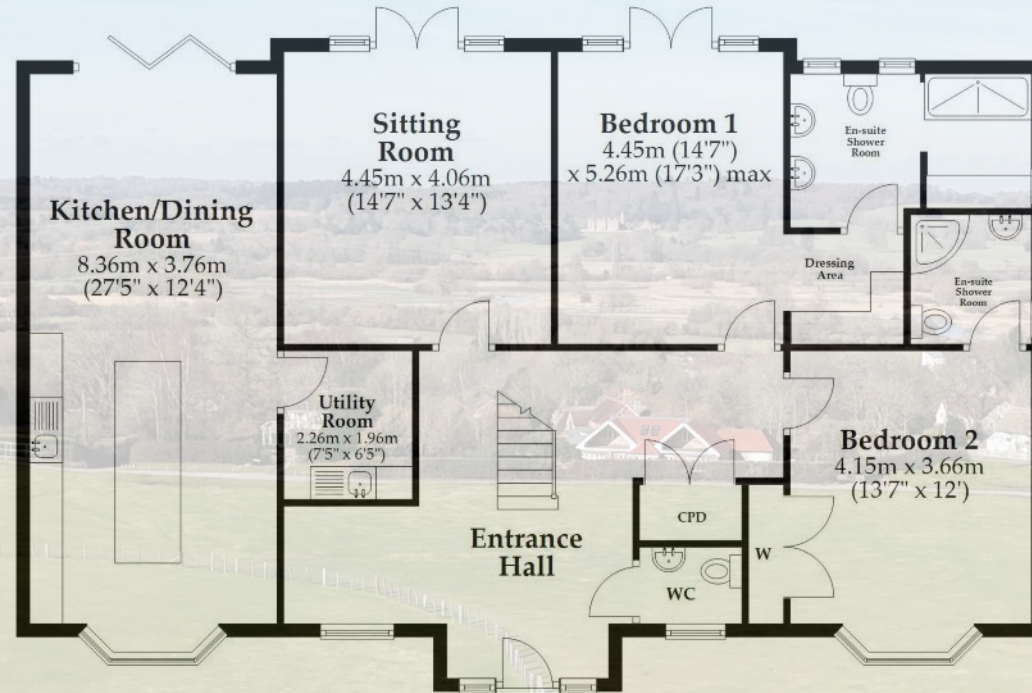 Kitchen/Dining
Room
8.36m x 3.76m
(27'5" x 12'4")
Sitting
Room
4.45m x 4.06m
(14'7" x 13'4")
Bedroom 1
4.45m (14'7")
x 5.26m (17'3") max
En-suite
Shower
Room
Dressing
Area
En-suite
Shower
Room
Utility
Room
2.26m x 1.96m
(7'5" x 6'5")
Bedroom 2
4.15m x 3.66m
(13'7" x 12')
Entrance
Hall
CPD
WC
W